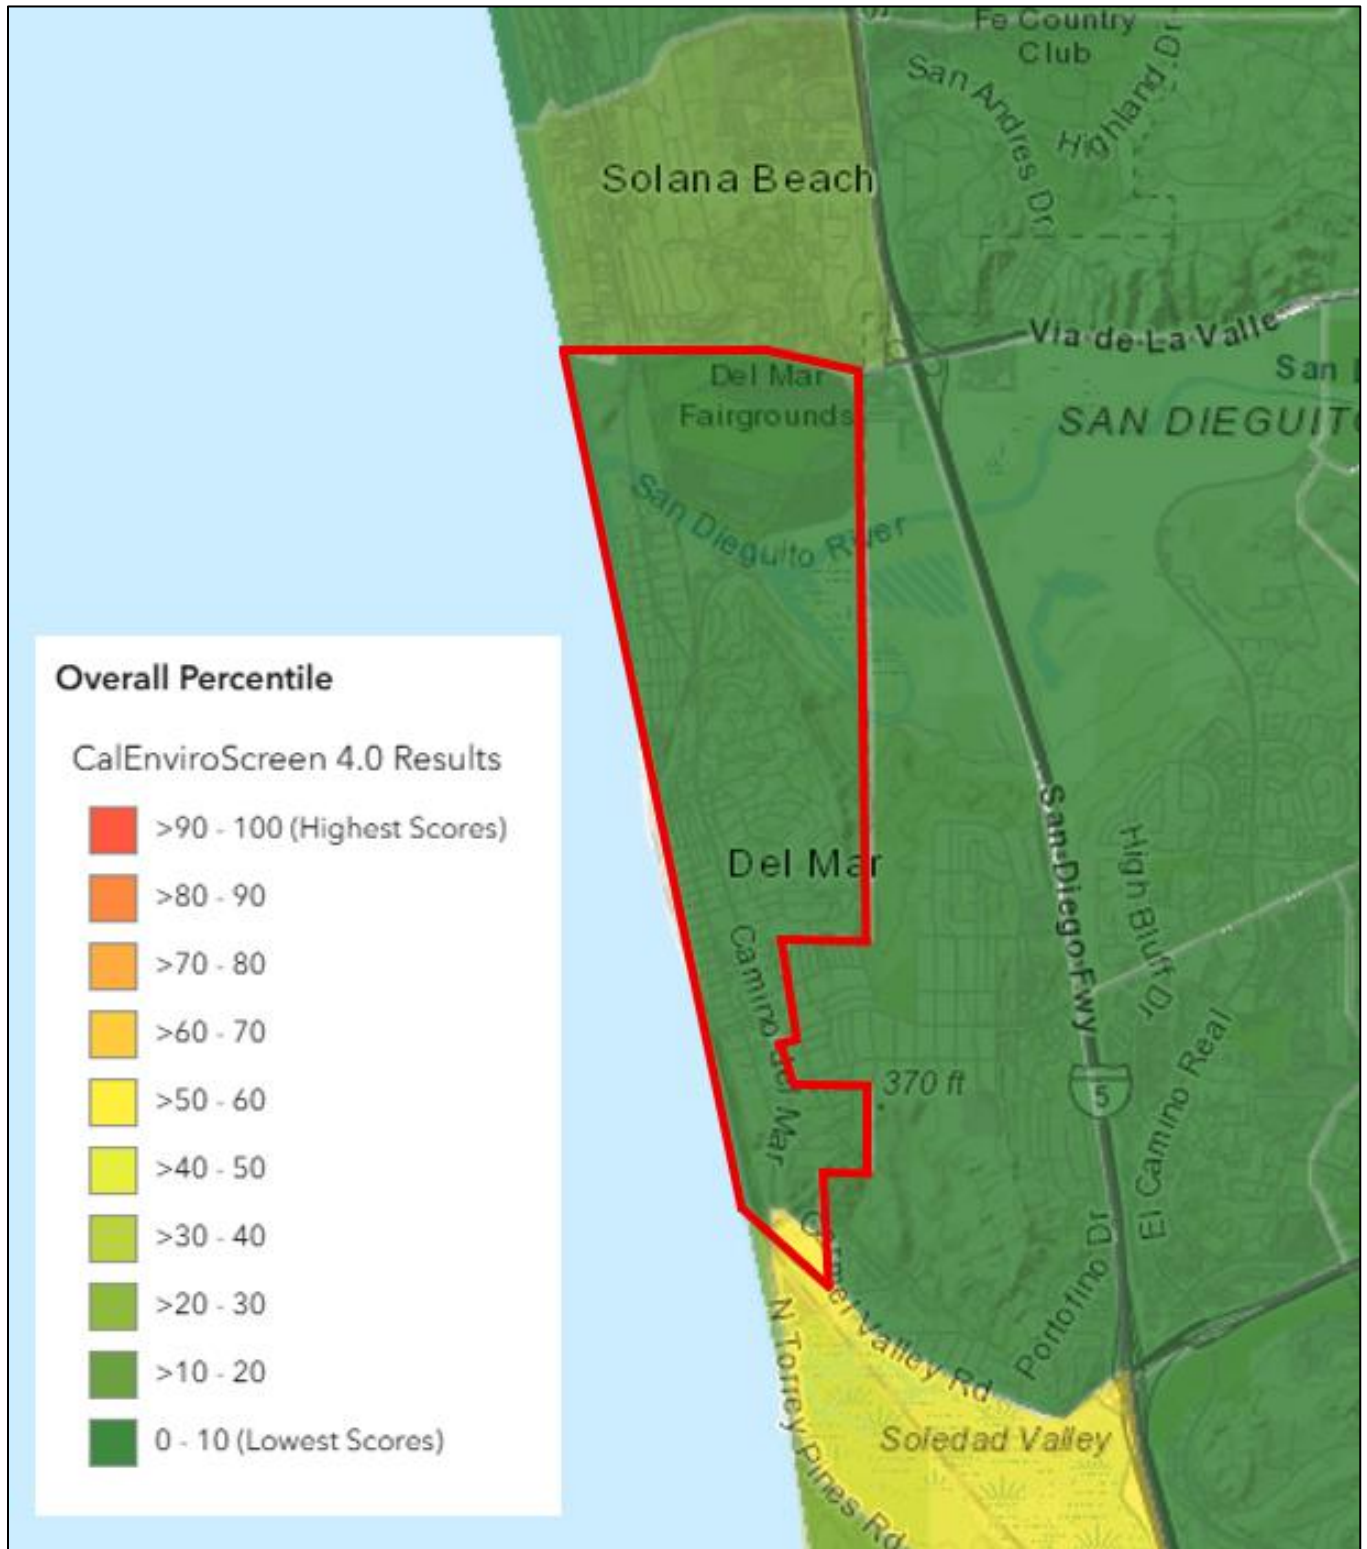 Fe Country
Club
San Andres Dr
Highland Dr
Solana Beach
Via de La Valle
Del Mar
Fairgrounds
San
SAN DIEGUITO
San Dieguito River
Overall Percentile
CalEnviroScreen 4.0 Results
>90 - 100 (Highest Scores)
>80 - 90
>70 - 80
>60 - 70
>50 - 60
>40 - 50
>30 - 40
>20 - 30
>10 - 20
0 - 10 (Lowest Scores)
Del Mar
San Diego Fwy
High Bluff Dr
Camino del Mar
370 ft
5
El Camino Real
Carmel Valley Rd
Portofino Dr
N Torrey Pines Rd
Soledad Valley